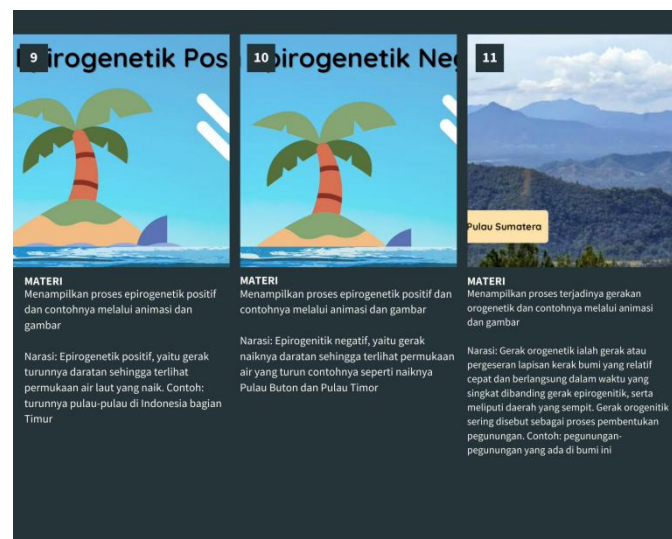 9
pirogenetik Pos
MATERI
Menampilkan proses epirogenetik positif
dan contohnya melalui animasi dan
gambar
Narasi: Epirogenetik positif, yaitu gerak
turunnya daratan sehingga terlihat
permukaan air laut yang naik. Contoh:
turunnya pulau-pulau di Indonesia bagian
Timur
10
pirogenetik Neg
MATERI
Menampilkan proses epirogenetik positif dan
contohnya melalui animasi dan gambar
Narasi: Epirogenitik negatif, yaitu gerak
naiknya daratan sehingga terlihat permukaan
air yang turun contohnya seperti naiknya
Pulau Buton dan Pulau Timor
11
Pulau Sumatera
MATERI
Menampilkan proses terjadinya gerakan
orogenetik dan contohnya melalui animasi
dan gambar
Narasi: Gerak orogenetik ialah gerak atau
pergeseran lapisan kerak bumi yang relatif
cepat dan berlangsung dalam waktu yang
singkat dibanding gerak epirogenitik, serta
meliputi daerah yang sempit. Gerak orogenitik
sering disebut sebagai proses pembentukan
pegunungan. Contoh: pegunungan-
pegunungan yang ada di bumi ini